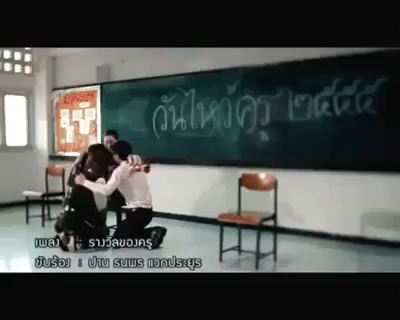 วันไหว้ครู ๒๕๕๕
เพลง : รางวัลของครู
ขับร้อง : ปาน ธนพร แวกประยูร